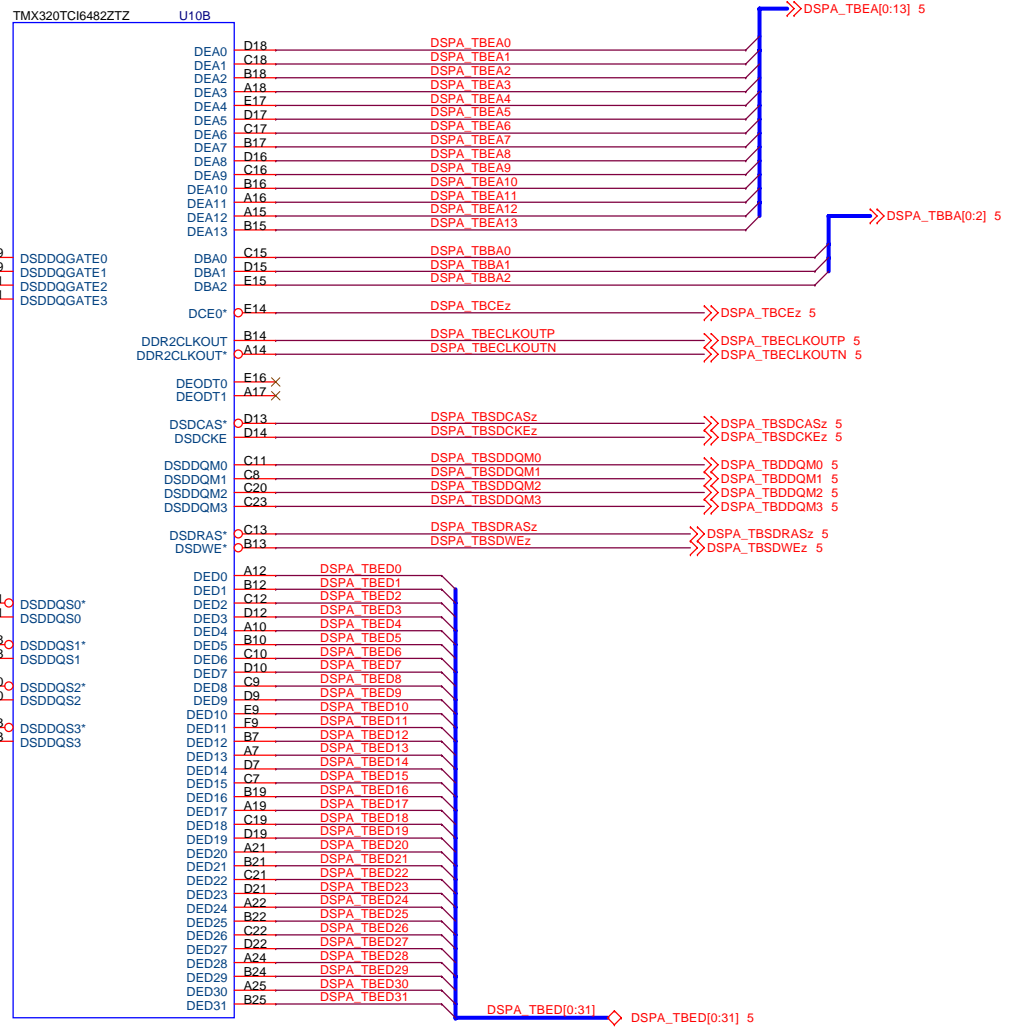 TMX320TCI6482ZTZ U10B
DSPA_TBEA[0:13] 5
DEA0 D18 DSPA_TBEA0
DEA1 C18 DSPA_TBEA1
DEA2 B18 DSPA_TBEA2
DEA3 A18 DSPA_TBEA3
DEA4 E17 DSPA_TBEA4
DEA5 D17 DSPA_TBEA5
DEA6 C17 DSPA_TBEA6
DEA7 B17 DSPA_TBEA7
DEA8 D16 DSPA_TBEA8
DEA9 C16 DSPA_TBEA9
DEA10 B16 DSPA_TBEA10
DEA11 A16 DSPA_TBEA11
DEA12 A15 DSPA_TBEA12
DEA13 B15 DSPA_TBEA13
DSPA_TBBA[0:2] 5
DSDDQGATE0 DBA0 C15 DSPA_TBBA0
DSDDQGATE1 DBA1 D15 DSPA_TBBA1
DSDDQGATE2 DBA2 E15 DSPA_TBBA2
DSDDQGATE3
DCE0* E14 DSPA_TBCEz DSPA_TBCEz 5
DDR2CLKOUT B14 DSPA_TBECLKOUTP DSPA_TBECLKOUTP 5
DDR2CLKOUT* A14 DSPA_TBECLKOUTN DSPA_TBECLKOUTN 5
DEODT0 E16
DEODT1 A17
DSDCAS* D13 DSPA_TBSDCASz DSPA_TBSDCASz 5
DSDCKE D14 DSPA_TBSDCKEz DSPA_TBSDCKEz 5
DSDDQM0 C11 DSPA_TBSDDQM0 DSPA_TBDDQM0 5
DSDDQM1 C8 DSPA_TBSDDQM1 DSPA_TBDDQM1 5
DSDDQM2 C20 DSPA_TBSDDQM2 DSPA_TBDDQM2 5
DSDDQM3 C23 DSPA_TBSDDQM3 DSPA_TBDDQM3 5
DSDRAS* C13 DSPA_TBSDRASz DSPA_TBSDRASz 5
DSDWE* B13 DSPA_TBSDWEz DSPA_TBSDWEz 5
DED0 A12 DSPA_TBED0
DED1 B12 DSPA_TBED1
DSDDQS0* DED2 C12 DSPA_TBED2
DSDDQS0 DED3 D12 DSPA_TBED3
DED4 A10 DSPA_TBED4
DSDDQS1* DED5 B10 DSPA_TBED5
DSDDQS1 DED6 C10 DSPA_TBED6
DED7 D10 DSPA_TBED7
DSDDQS2* DED8 C9 DSPA_TBED8
DSDDQS2 DED9 D9 DSPA_TBED9
DED10 E9 DSPA_TBED10
DSDDQS3* DED11 F9 DSPA_TBED11
DSDDQS3 DED12 B7 DSPA_TBED12
DED13 A7 DSPA_TBED13
DED14 D7 DSPA_TBED14
DED15 C7 DSPA_TBED15
DED16 B19 DSPA_TBED16
DED17 A19 DSPA_TBED17
DED18 C19 DSPA_TBED18
DED19 D19 DSPA_TBED19
DED20 A21 DSPA_TBED20
DED21 B21 DSPA_TBED21
DED22 C21 DSPA_TBED22
DED23 D21 DSPA_TBED23
DED24 A22 DSPA_TBED24
DED25 B22 DSPA_TBED25
DED26 C22 DSPA_TBED26
DED27 D22 DSPA_TBED27
DED28 A24 DSPA_TBED28
DED29 B24 DSPA_TBED29
DED30 A25 DSPA_TBED30
DED31 B25 DSPA_TBED31
DSPA_TBED[0:31] DSPA_TBED[0:31] 5